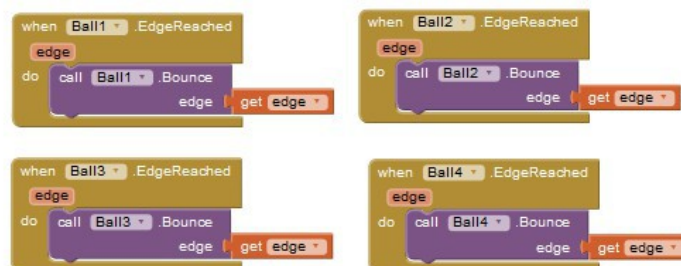 when Ball1 .EdgeReached
edge
do call Ball1 .Bounce
edge get edge
when Ball2 .EdgeReached
edge
do call Ball2 .Bounce
edge get edge
when Ball3 .EdgeReached
edge
do call Ball3 .Bounce
edge get edge
when Ball4 .EdgeReached
edge
do call Ball4 .Bounce
edge get edge